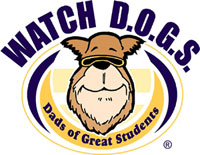 WATCH D.O.G.S.
Dads of Great Students
®